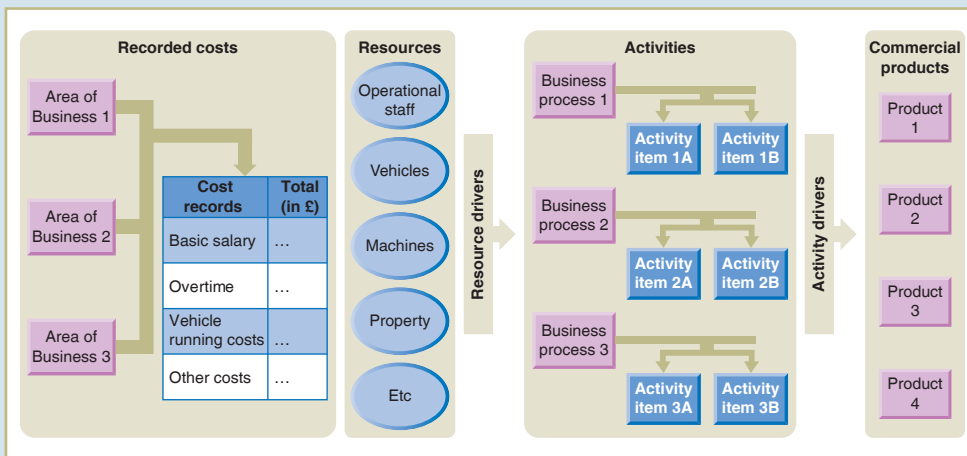 Recorded costs
Area of
Business 1
Area of
Business 2
Area of
Business 3
Cost
records
Total
(in £)
Basic salary
...
Overtime
...
Vehicle
running costs
...
Other costs
...
Resources
Operational
staff
Vehicles
Machines
Property
Etc
Resource drivers
Activities
Business
process 1
Activity
item 1A
Activity
item 1B
Business
process 2
Activity
item 2A
Activity
item 2B
Business
process 3
Activity
item 3A
Activity
item 3B
Activity drivers
Commercial
products
Product
1
Product
2
Product
3
Product
4